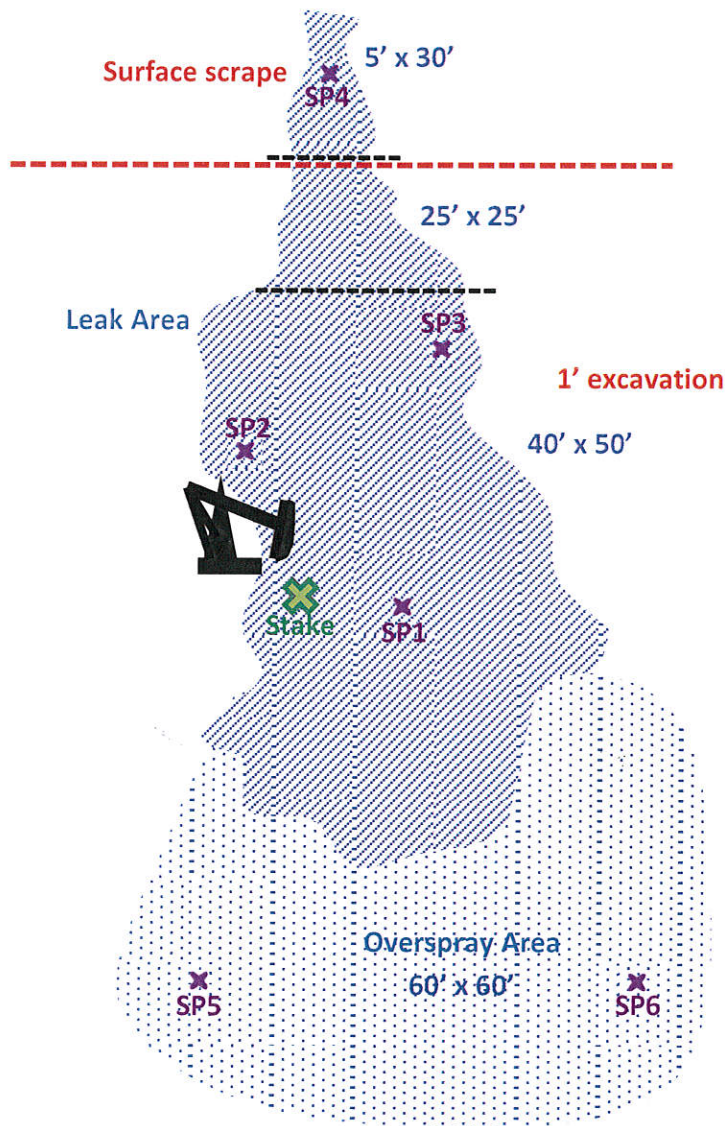 5’ x 30’
Surface scrape
SP4
25’ x 25’
Leak Area
SP3
1’ excavation
SP2
40’ x 50’
Stake
SP1
Overspray Area
60’ x 60’
SP5
SP6